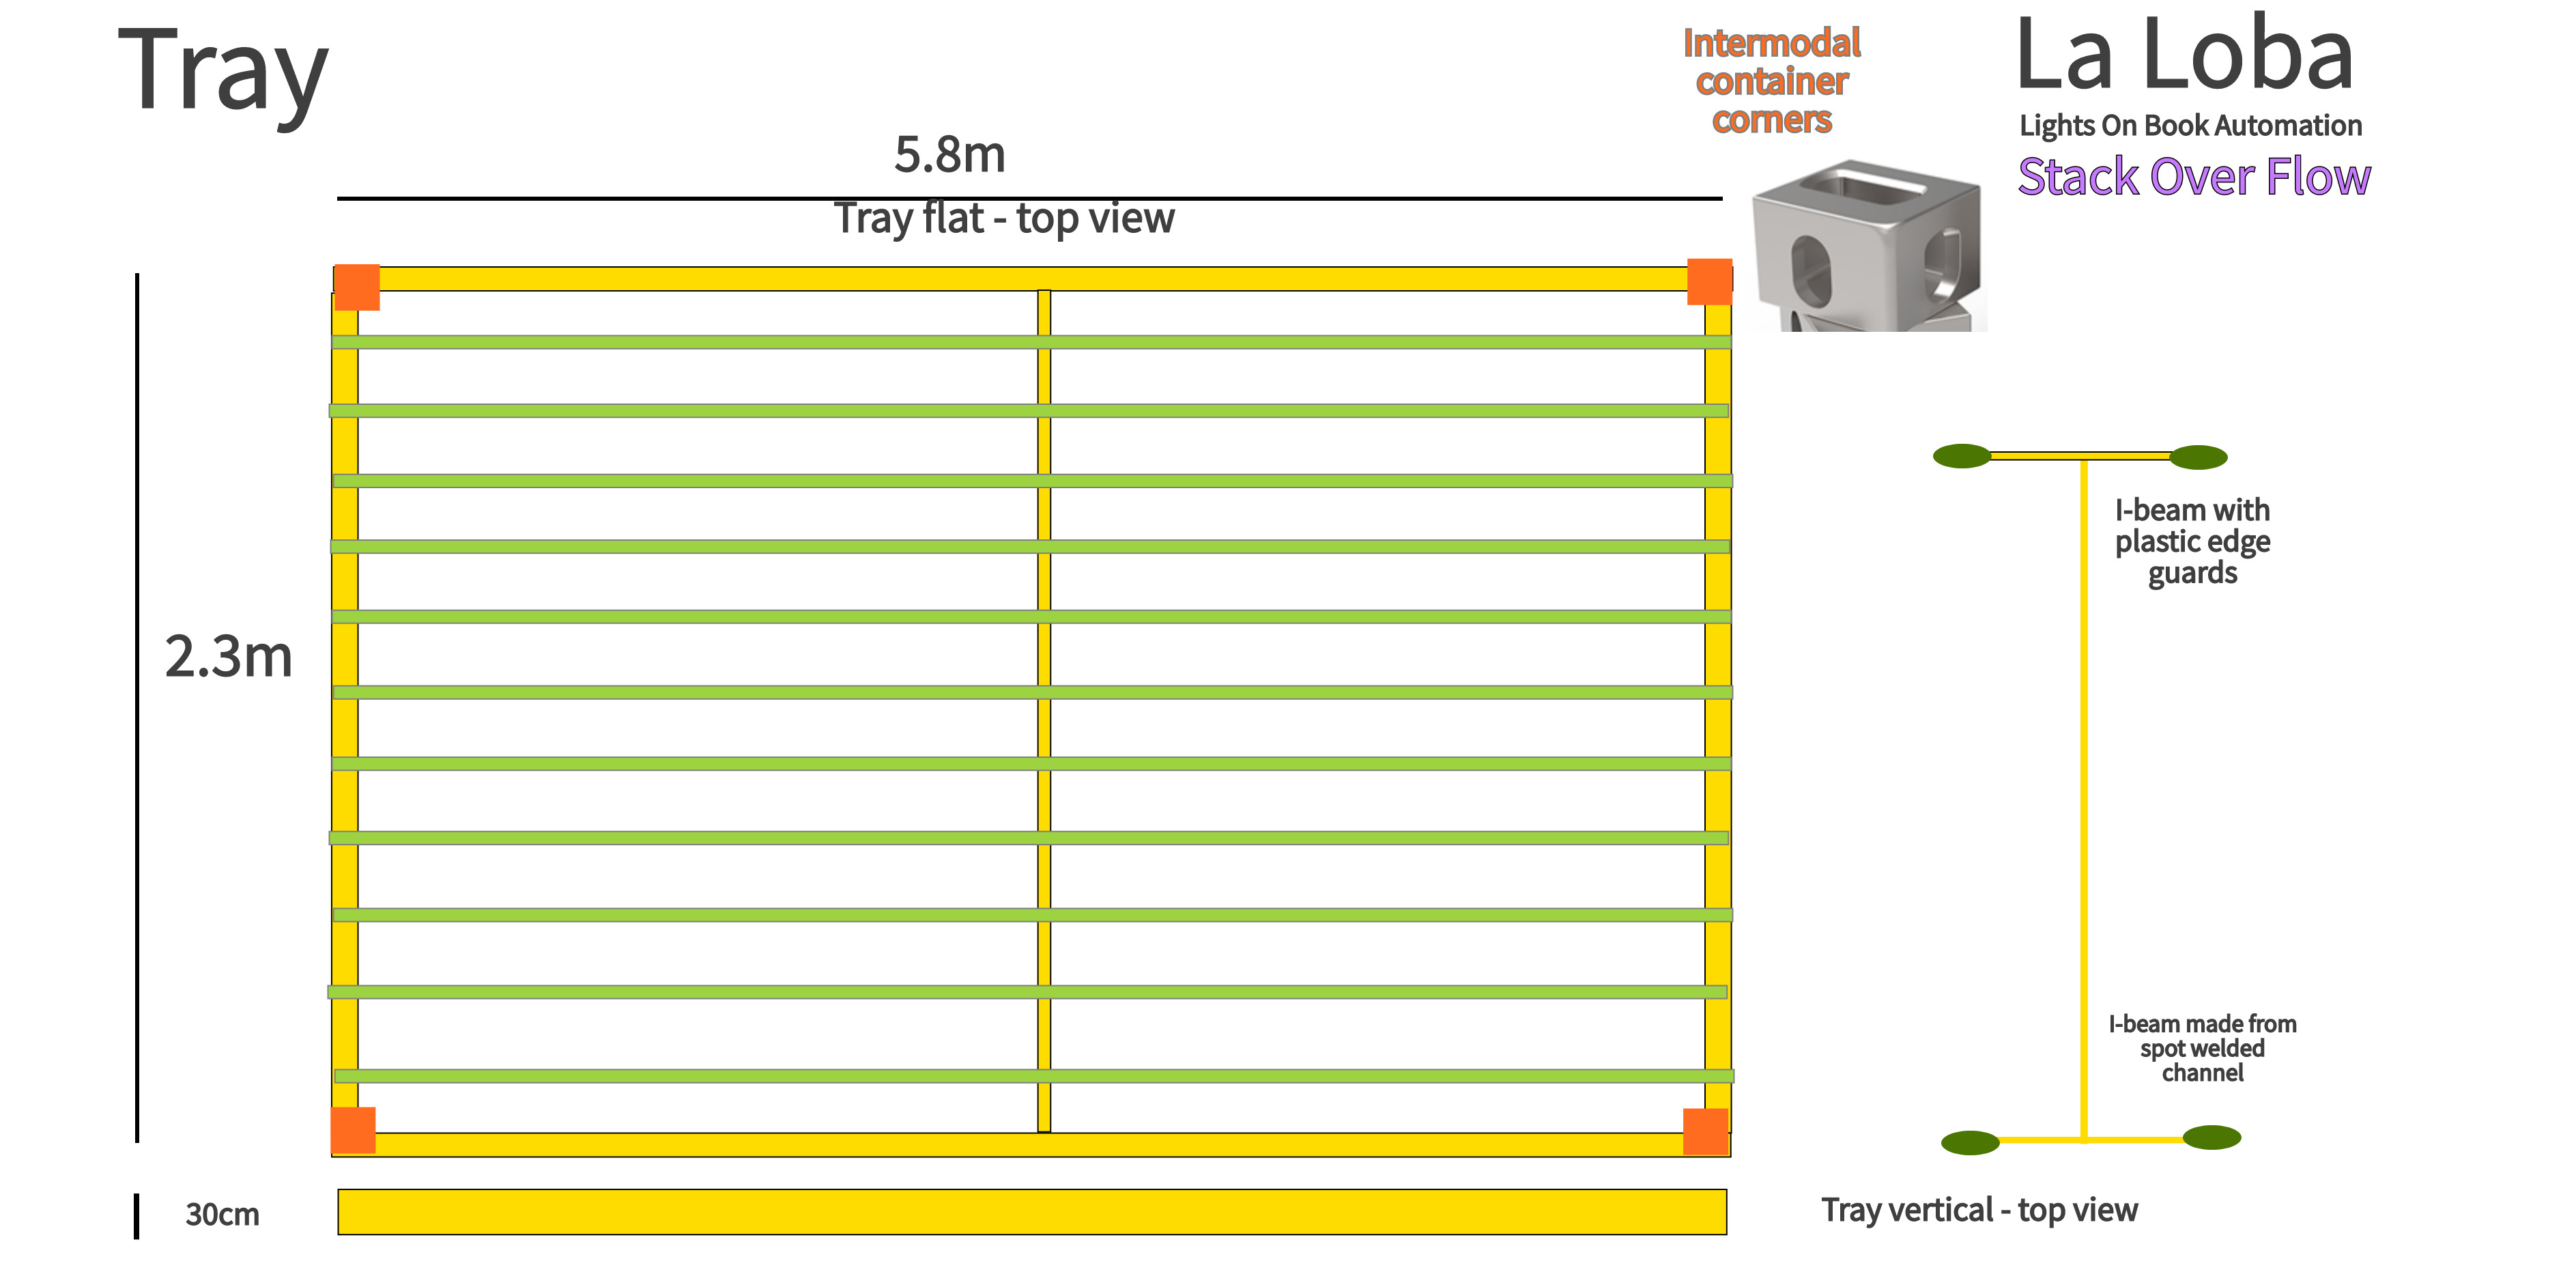 Tray
Intermodal
container
corners
La Loba
Lights On Book Automation
Stack Over Flow
5.8m
Tray flat - top view
I-beam with
plastic edge
guards
2.3m
I-beam made from
spot welded
channel
30cm
Tray vertical - top view